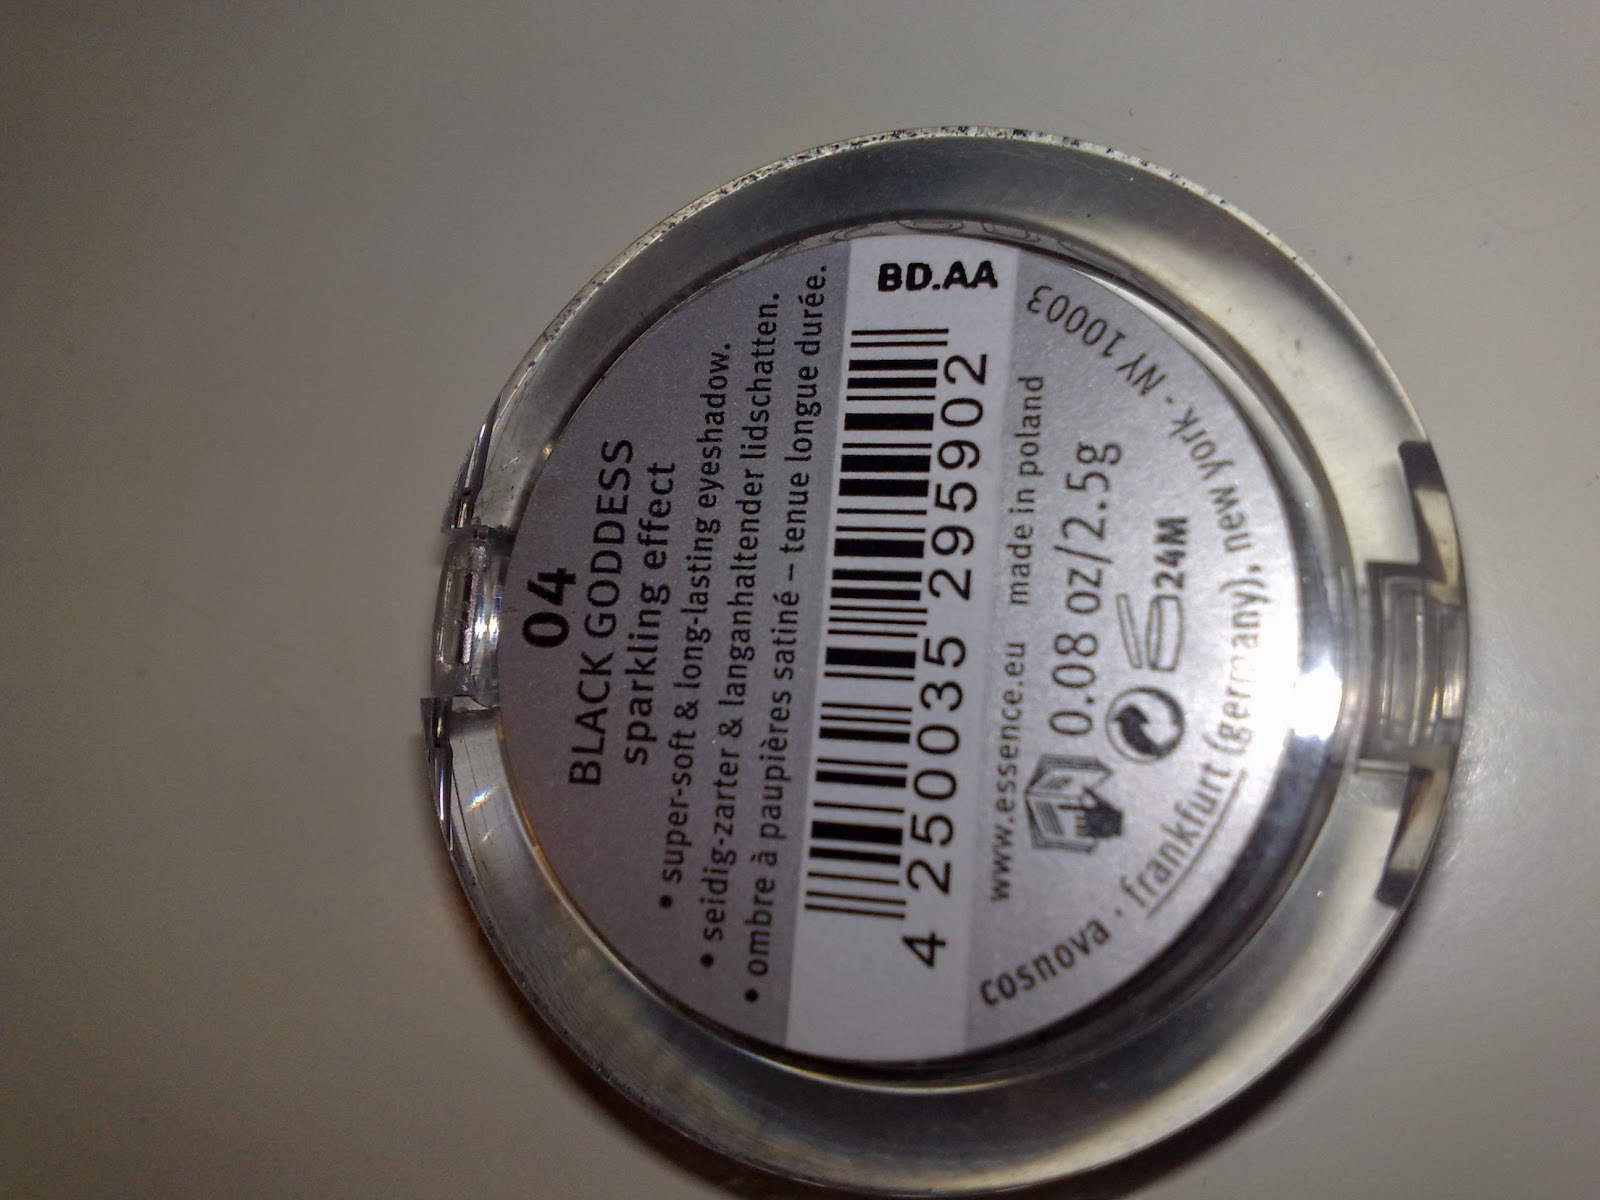 04
BLACK GODDESS
sparkling effect
• super-soft & long-lasting eyeshadow.
• seidig-zarter & langanhaltender lidschatten.
• ombre à paupières satiné – tenue longue durée.
BD.AA
4 250035 295902
www.essence.eu made in poland
0.08 oz/2.5g
24M
cosnova · frankfurt (germany), new york - NY 10003